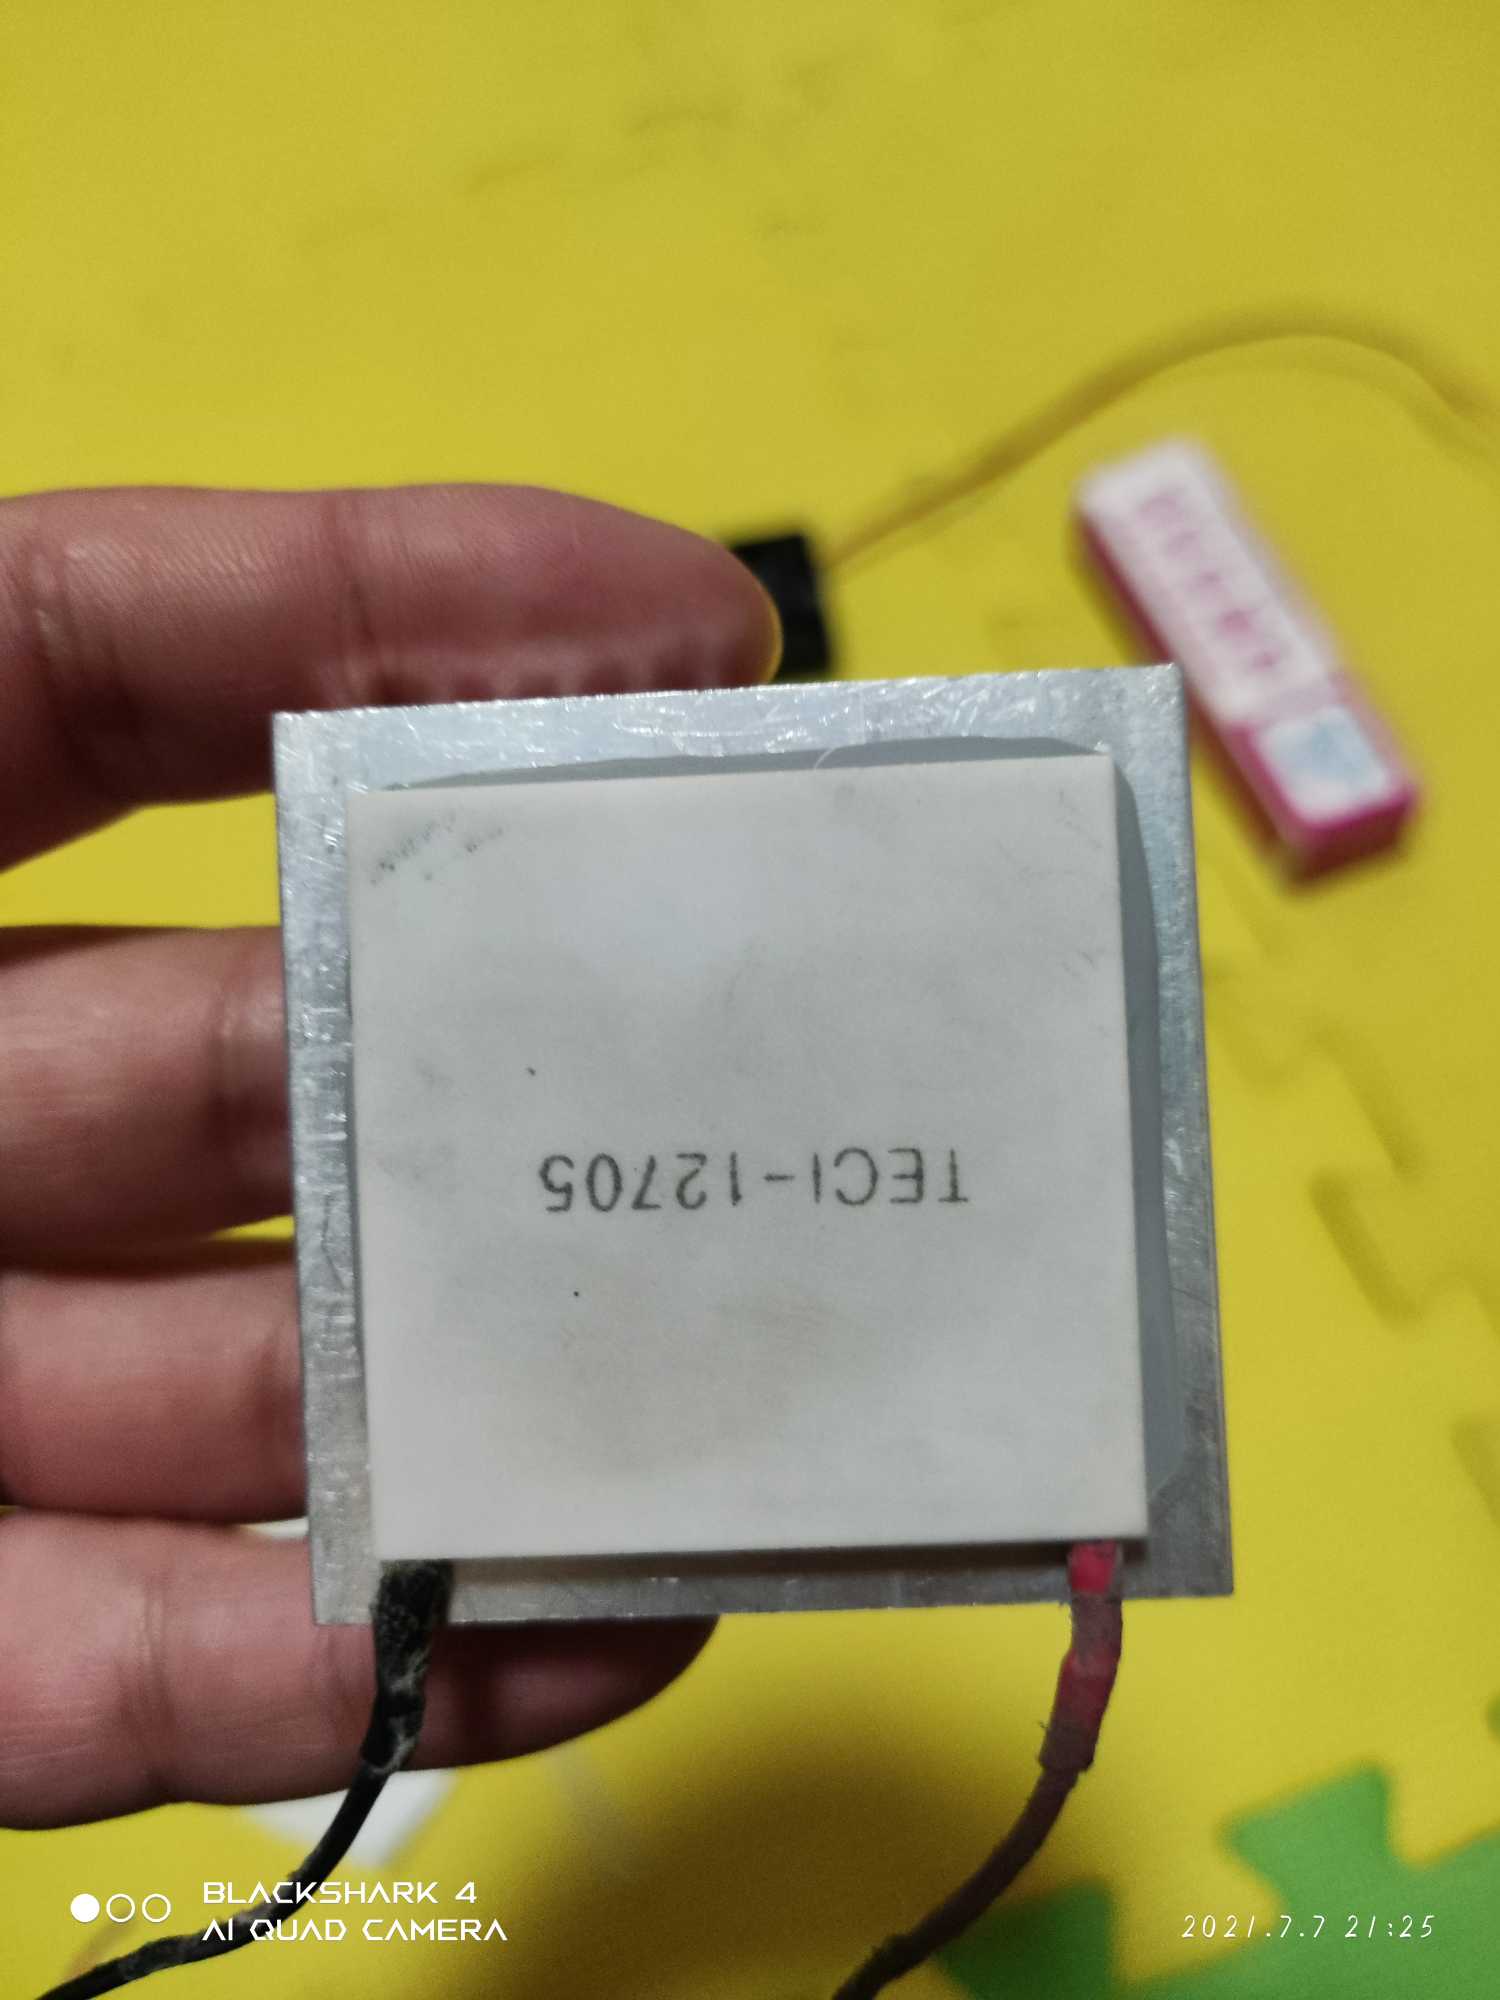 TEC1-12705
BLACKSHARK 4
AI QUAD CAMERA
2021.7.7 21:25